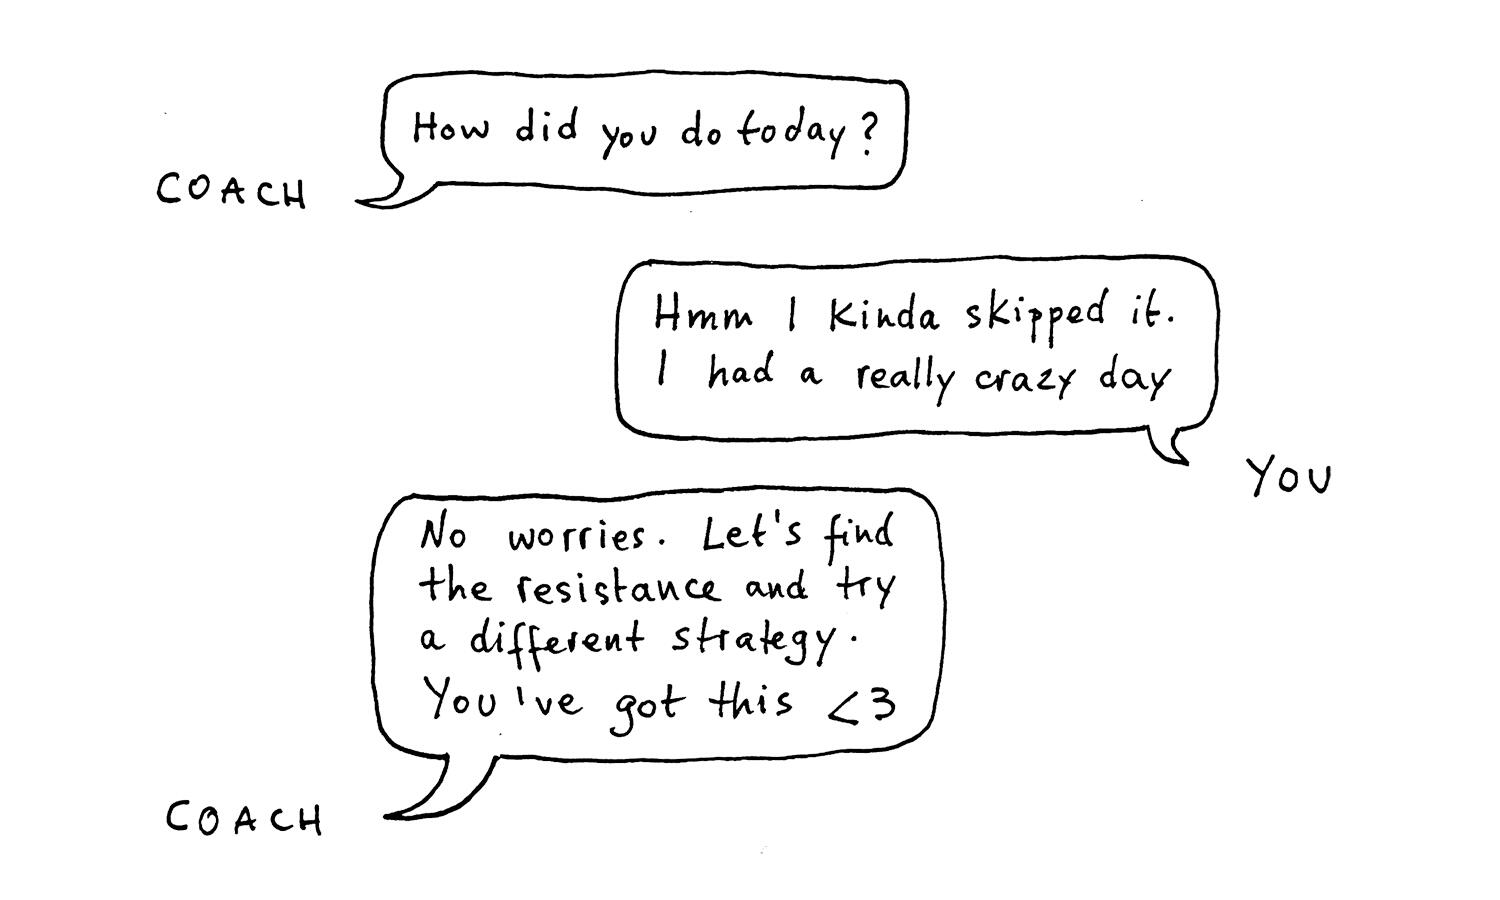 How did you do today?
COACH
Hmm I kinda skipped it.
I had a really crazy day
YOU
No worries. Let's find
the resistance and try
a different strategy.
You've got this <3
COACH